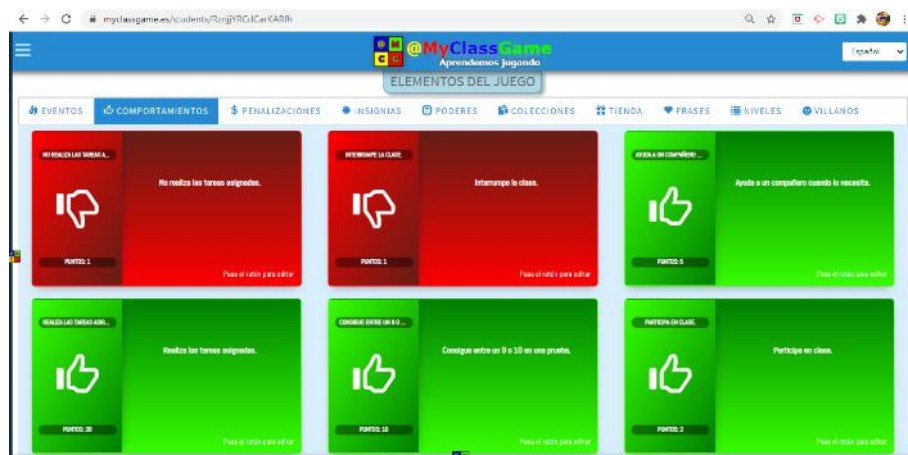 myclassgame.es/students/
@MyClassGame
Aprendemos jugando
Español
ELEMENTOS DEL JUEGO
EVENTOS COMPORTAMIENTOS $ PENALIZACIONES INSIGNIAS PODERES COLECCIONES TIENDA FRASES NIVELES VILLANOS
NO REALIZA LAS TAREAS A...
No realiza las tareas asignadas.
PUNTOS: 1
Pasa el ratón para editar
INTERRUMPE LA CLASE.
Interrumpe la clase.
PUNTOS: 1
Pasa el ratón para editar
AYUDA A UN COMPAÑERO ...
Ayuda a un compañero cuando lo necesita.
PUNTOS: 5
Pasa el ratón para editar
REALIZA LAS TAREAS ASIG...
Realiza las tareas asignadas.
PUNTOS: 20
Pasa el ratón para editar
CONSIGUE ENTRE UN 9 O ...
Consigue entre un 9 o 10 en una prueba.
PUNTOS: 10
Pasa el ratón para editar
PARTICIPA EN CLASE.
Participa en clase.
PUNTOS: 2
Pasa el ratón para editar